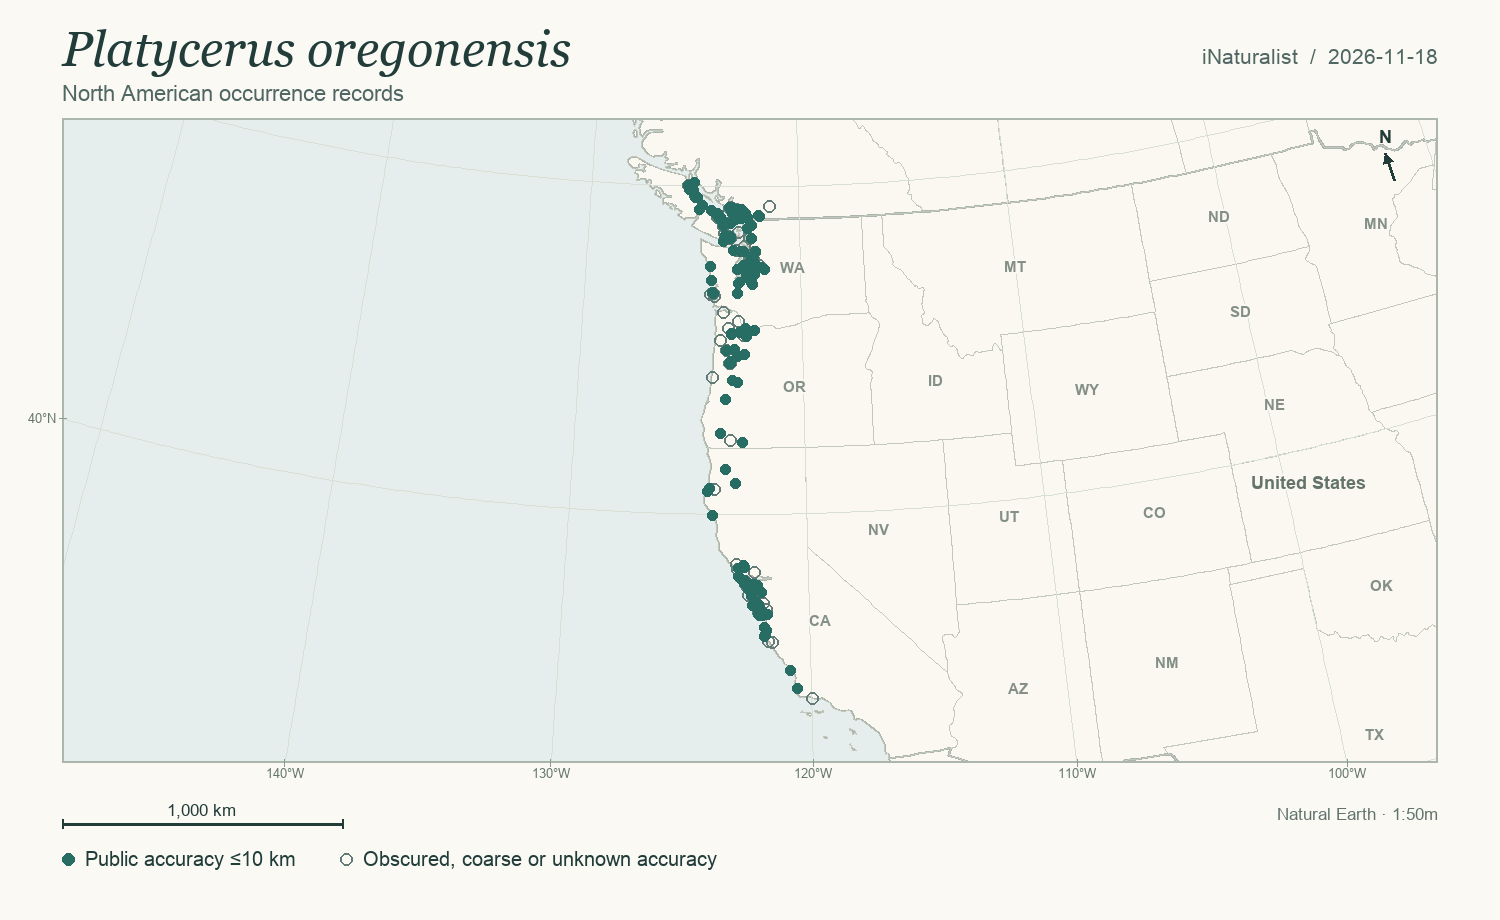 Platycerus oregonensis
iNaturalist / 2026-11-18
North American occurrence records
N
ND
MN
WA
MT
SD
OR
ID
WY
NE
40°N
United States
NV
UT
CO
OK
CA
NM
AZ
TX
140°W
130°W
120°W
110°W
100°W
1,000 km
Natural Earth · 1:50m
Public accuracy ≤10 km
Obscured, coarse or unknown accuracy